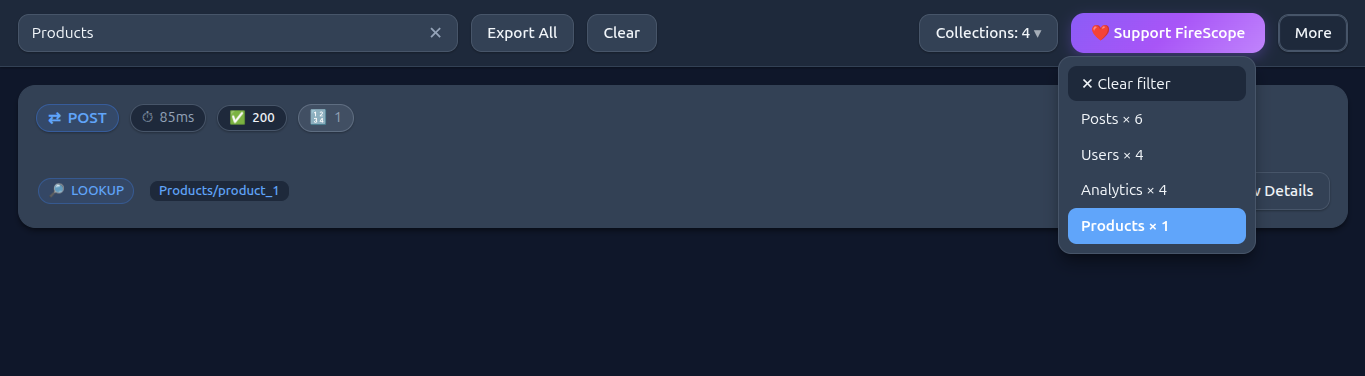 Products ✕ Export All Clear Collections: 4 ▾ ❤️ Support FireScope More
✕ Clear filter
⇄ POST ⏱ 85ms ✅ 200 🔢 1
Posts × 6
Users × 4
Analytics × 4
🔎 LOOKUP Products/product_1 Details
Products × 1